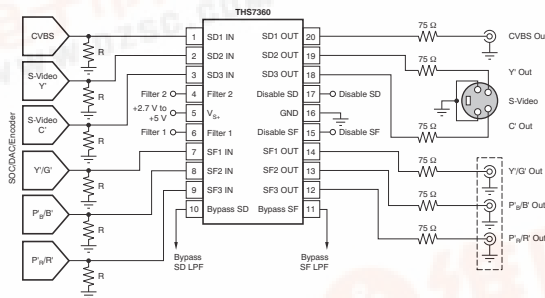 THS7360
SOC/DAC/Encoder
CVBS
R
S-Video
Y'
R
S-Video
C'
R
Y'/G'
R
P'B/B'
R
P'R/R'
R
1 SD1 IN SD1 OUT 20
2 SD2 IN SD2 OUT 19
3 SD3 IN SD3 OUT 18
Filter 2 4 Filter 2 Disable SD 17 Disable SD
+2.7 V to
+5 V
5 VS+ GND 16
Filter 1 6 Filter 1 Disable SF 15 Disable SF
7 SF1 IN SF1 OUT 14
8 SF2 IN SF2 OUT 13
9 SF3 IN SF3 OUT 12
10 Bypass SD Bypass SF 11
Bypass
SD LPF
Bypass
SF LPF
75 Ω
CVBS Ou
75 Ω
Y' Out
S-Video
75 Ω
C' Out
75 Ω
Y'/G' Out
75 Ω
P'B/B' Out
75 Ω
P'R/R' Out